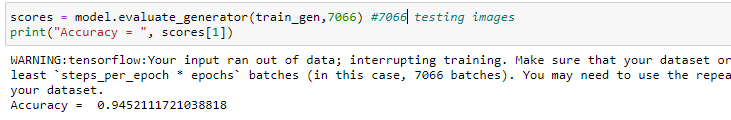 scores = model.evaluate_generator(train_gen,7066) #7066 testing images
print("Accuracy = ", scores[1])
WARNING:tensorflow:Your input ran out of data; interrupting training. Make sure that your dataset or
least `steps_per_epoch * epochs` batches (in this case, 7066 batches). You may need to use the repea
your dataset.
Accuracy =  0.9452111721038818